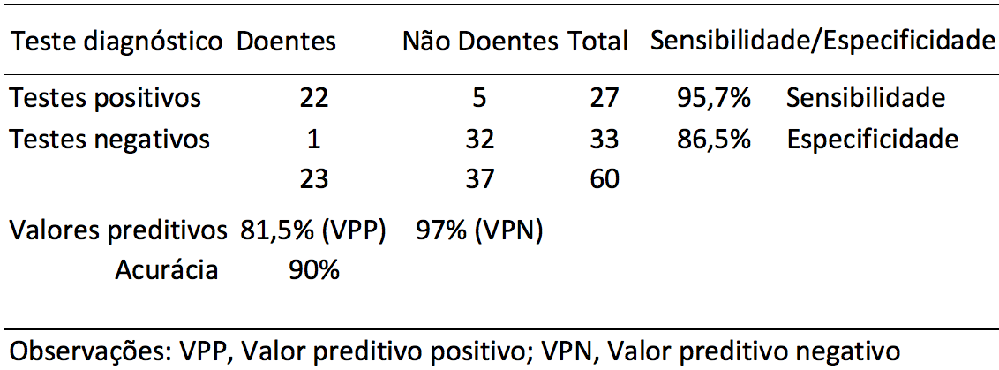 Teste diagnóstico Doentes Não Doentes Total Sensibilidade/Especificidade
Testes positivos 22 5 27 95,7% Sensibilidade
Testes negativos 1 32 33 86,5% Especificidade
23 37 60
Valores preditivos 81,5% (VPP) 97% (VPN)
Acurácia 90%
Observações: VPP, Valor preditivo positivo; VPN, Valor preditivo negativo